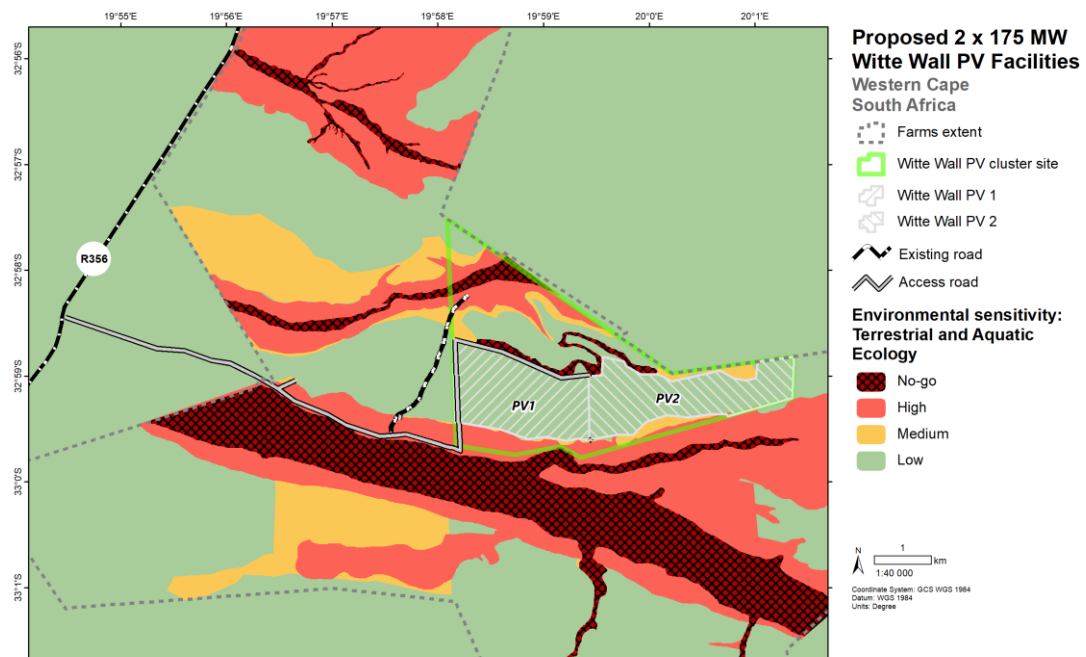 19°55'E
19°56'E
19°57'E
19°58'E
19°59'E
20°0'E
20°1'E
32°56'S
32°57'S
32°58'S
32°59'S
33°0'S
33°1'S
R356
PV1
PV2
Proposed 2 x 175 MW
Witte Wall PV Facilities
Western Cape
South Africa
Farms extent
Witte Wall PV cluster site
Witte Wall PV 1
Witte Wall PV 2
Existing road
Access road
Environmental sensitivity:
Terrestrial and Aquatic
Ecology
No-go
High
Medium
Low
N
1
km
1:40 000
Coordinate System: GCS WGS 1984
Datum: WGS 1984
Units: Degree